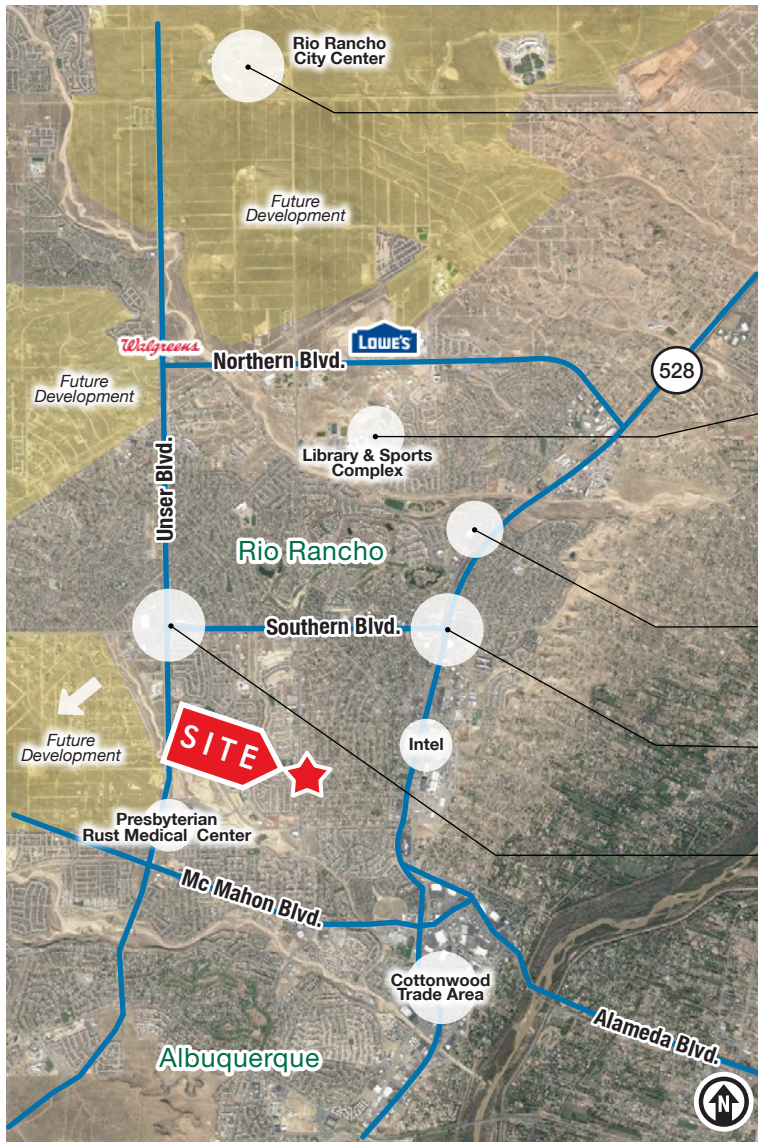 Rio Rancho
City Center
Future
Development
Walgreens
LOWE'S
Northern Blvd.
528
Future
Development
Library & Sports
Complex
Unser Blvd.
Rio Rancho
Southern Blvd.
Future
Development
SITE
Intel
Presbyterian
Rust Medical Center
Mc Mahon Blvd.
Cottonwood
Trade Area
Alameda Blvd.
Albuquerque
N